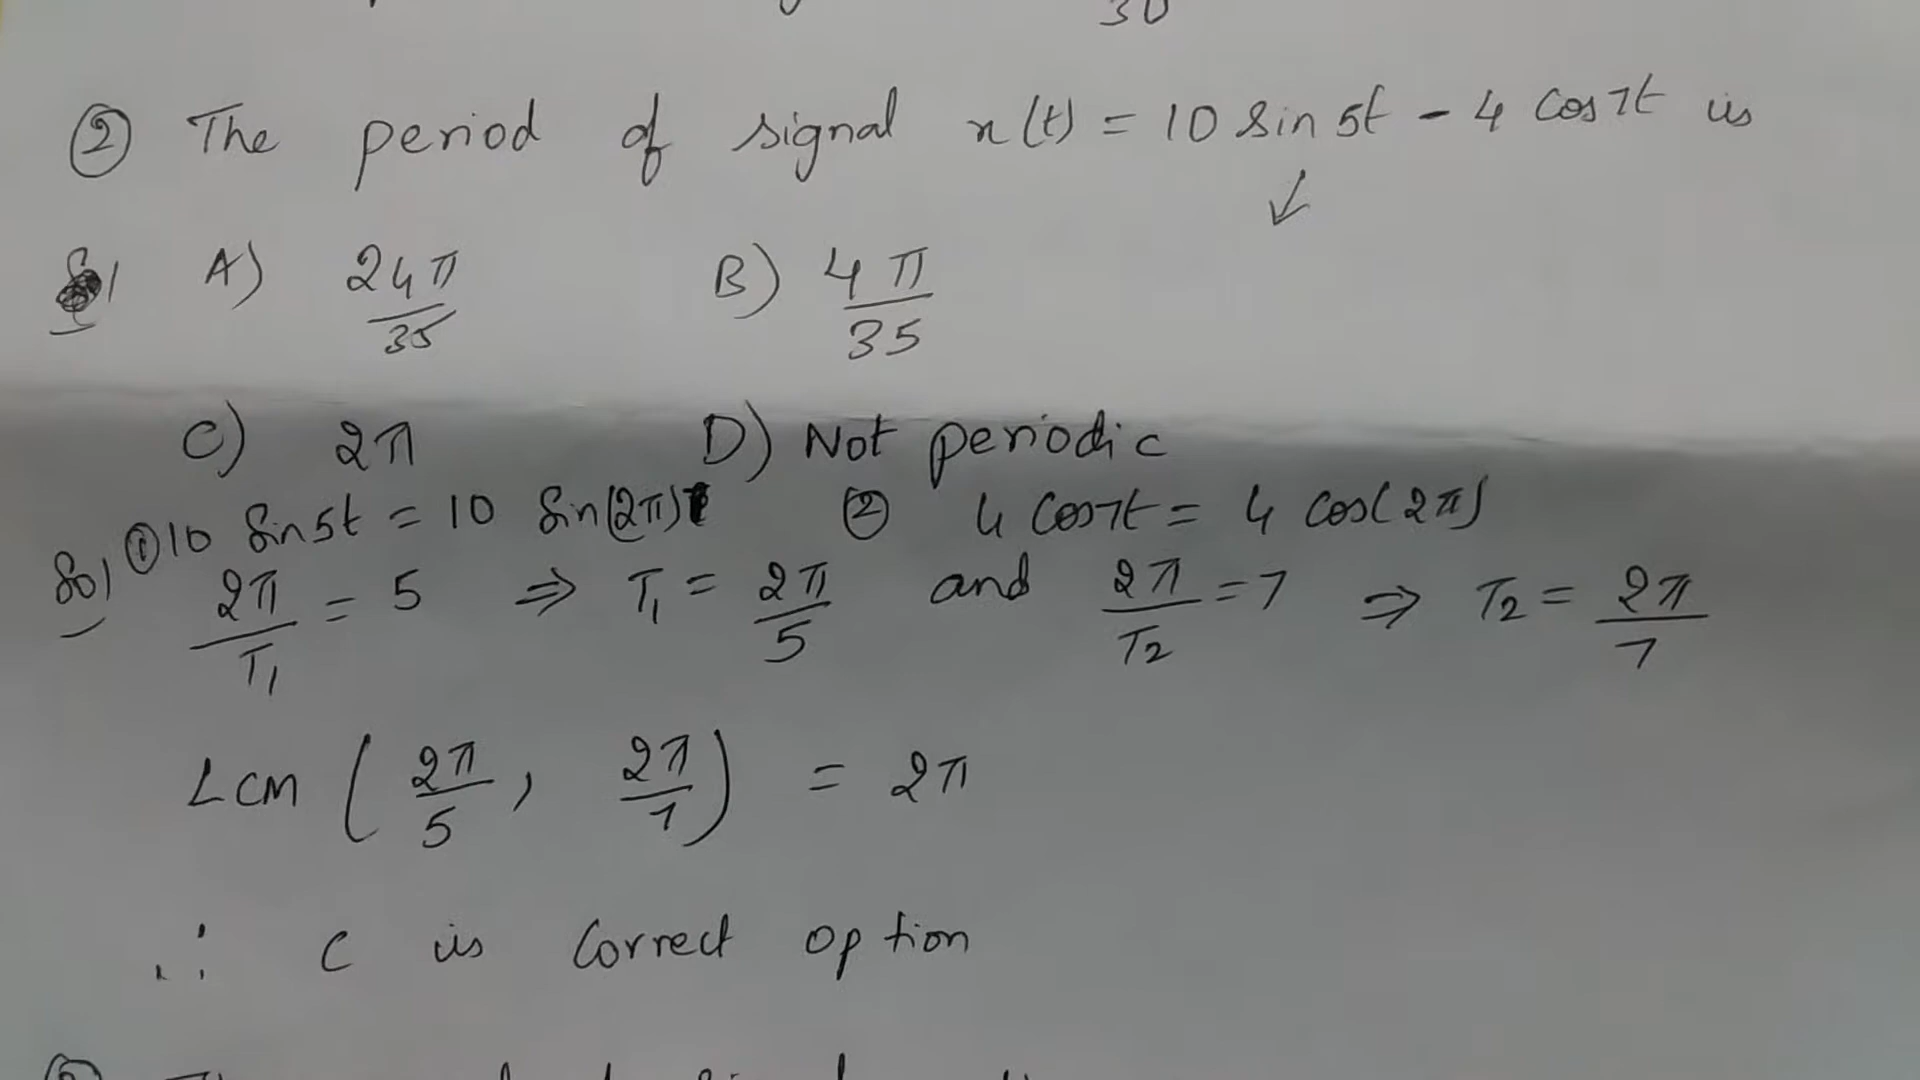 30
② The period of signal x(t) = 10 sin 5t - 4 cos 7t is
↓
A) 24π/35 B) 4π/35
C) 2π D) Not periodic
Sol ① 10 sin 5t = 10 sin(2π) ② 4 cos 7t = 4 cos(2π)
2π/T₁ = 5 ⇒ T₁ = 2π/5 and 2π/T₂ = 7 ⇒ T₂ = 2π/7
LCM (2π/5, 2π/7) = 2π
∴ C is correct option